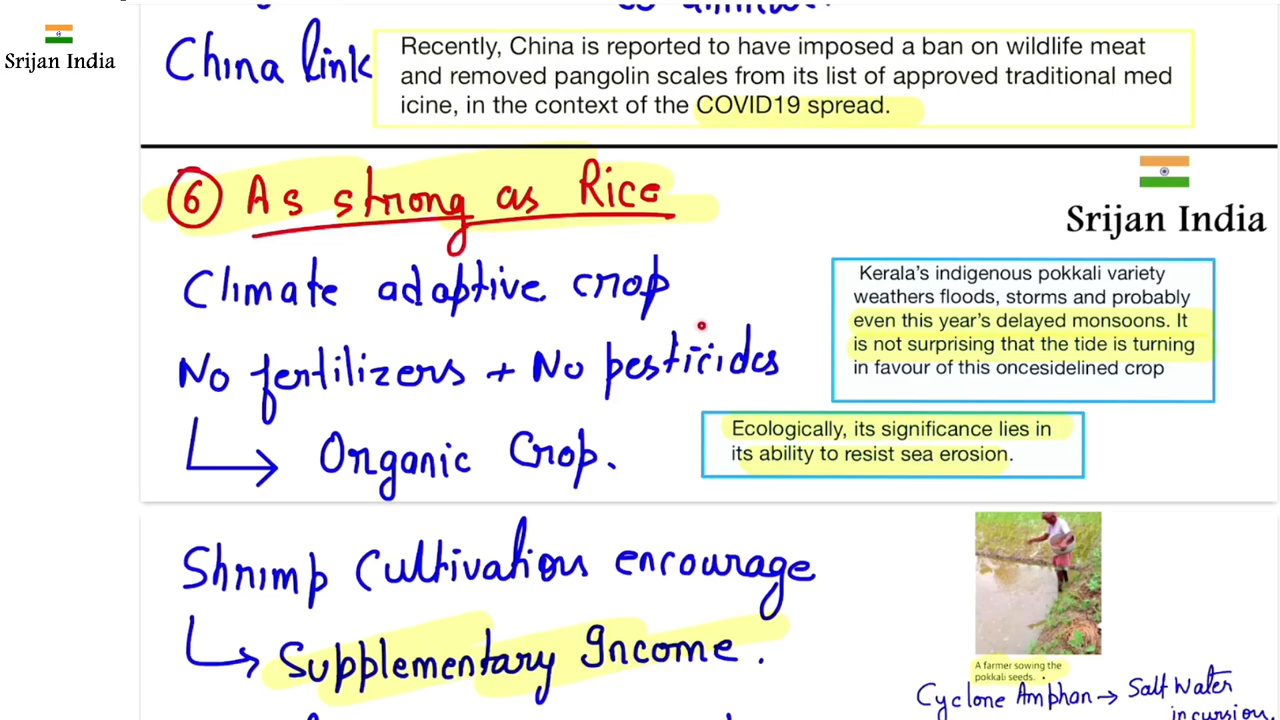 Srijan India
China link
Recently, China is reported to have imposed a ban on wildlife meat
and removed pangolin scales from its list of approved traditional med
icine, in the context of the COVID19 spread.
6 As strong as Rice
Srijan India
Climate adaptive crop
Kerala's indigenous pokkali variety
weathers floods, storms and probably
even this year's delayed monsoons. It
is not surprising that the tide is turning
in favour of this oncesidelined crop
No fertilizers + No pesticides
Ecologically, its significance lies in
its ability to resist sea erosion.
→ Organic Crop.
Shrimp Cultivation encourage
→ Supplementary Income.
A farmer sowing the
pokkali seeds.
Cyclone Amphan → Salt Water
incursion